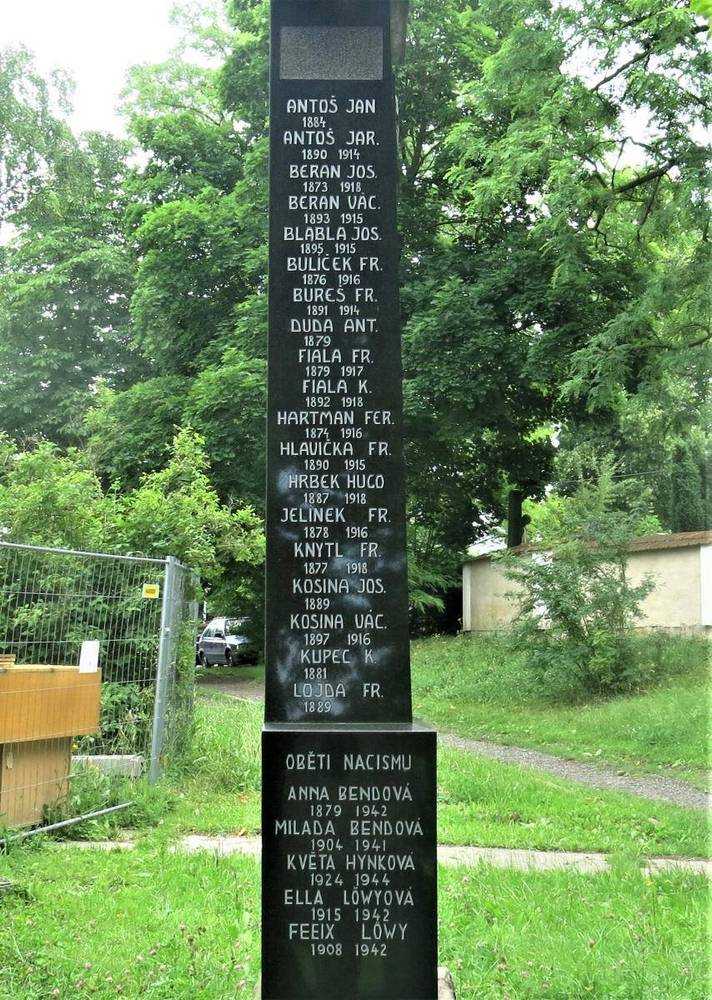 ANTOŠ JAN
1884
ANTOŠ JAR.
1890 1914
BERAN JOS.
1873 1918
BERAN VÁC.
1893 1915
BLABLA JOS.
1895 1915
BULÍČEK FR.
1876 1916
BUREŠ FR.
1891 1914
DUDA ANT.
1879
FIALA FR.
1879 1917
FIALA K.
1892 1918
HARTMAN FER.
1874 1916
HLAVIČKA FR.
1890 1915
HRBEK HUGO
1887 1918
JELÍNEK FR.
1878 1916
KNYTL FR.
1877 1918
KOSINA JOS.
1889
KOSINA VÁC.
1897 1916
KUPEC K.
1881
LOJDA FR.
1889
OBĚTI NACISMU
ANNA BENDOVÁ
1879 1942
MILADA BENDOVÁ
1904 1941
KVĚTA HYNKOVÁ
1924 1944
ELLA LÖWYOVÁ
1915 1942
FEEIX LÖWY
1908 1942